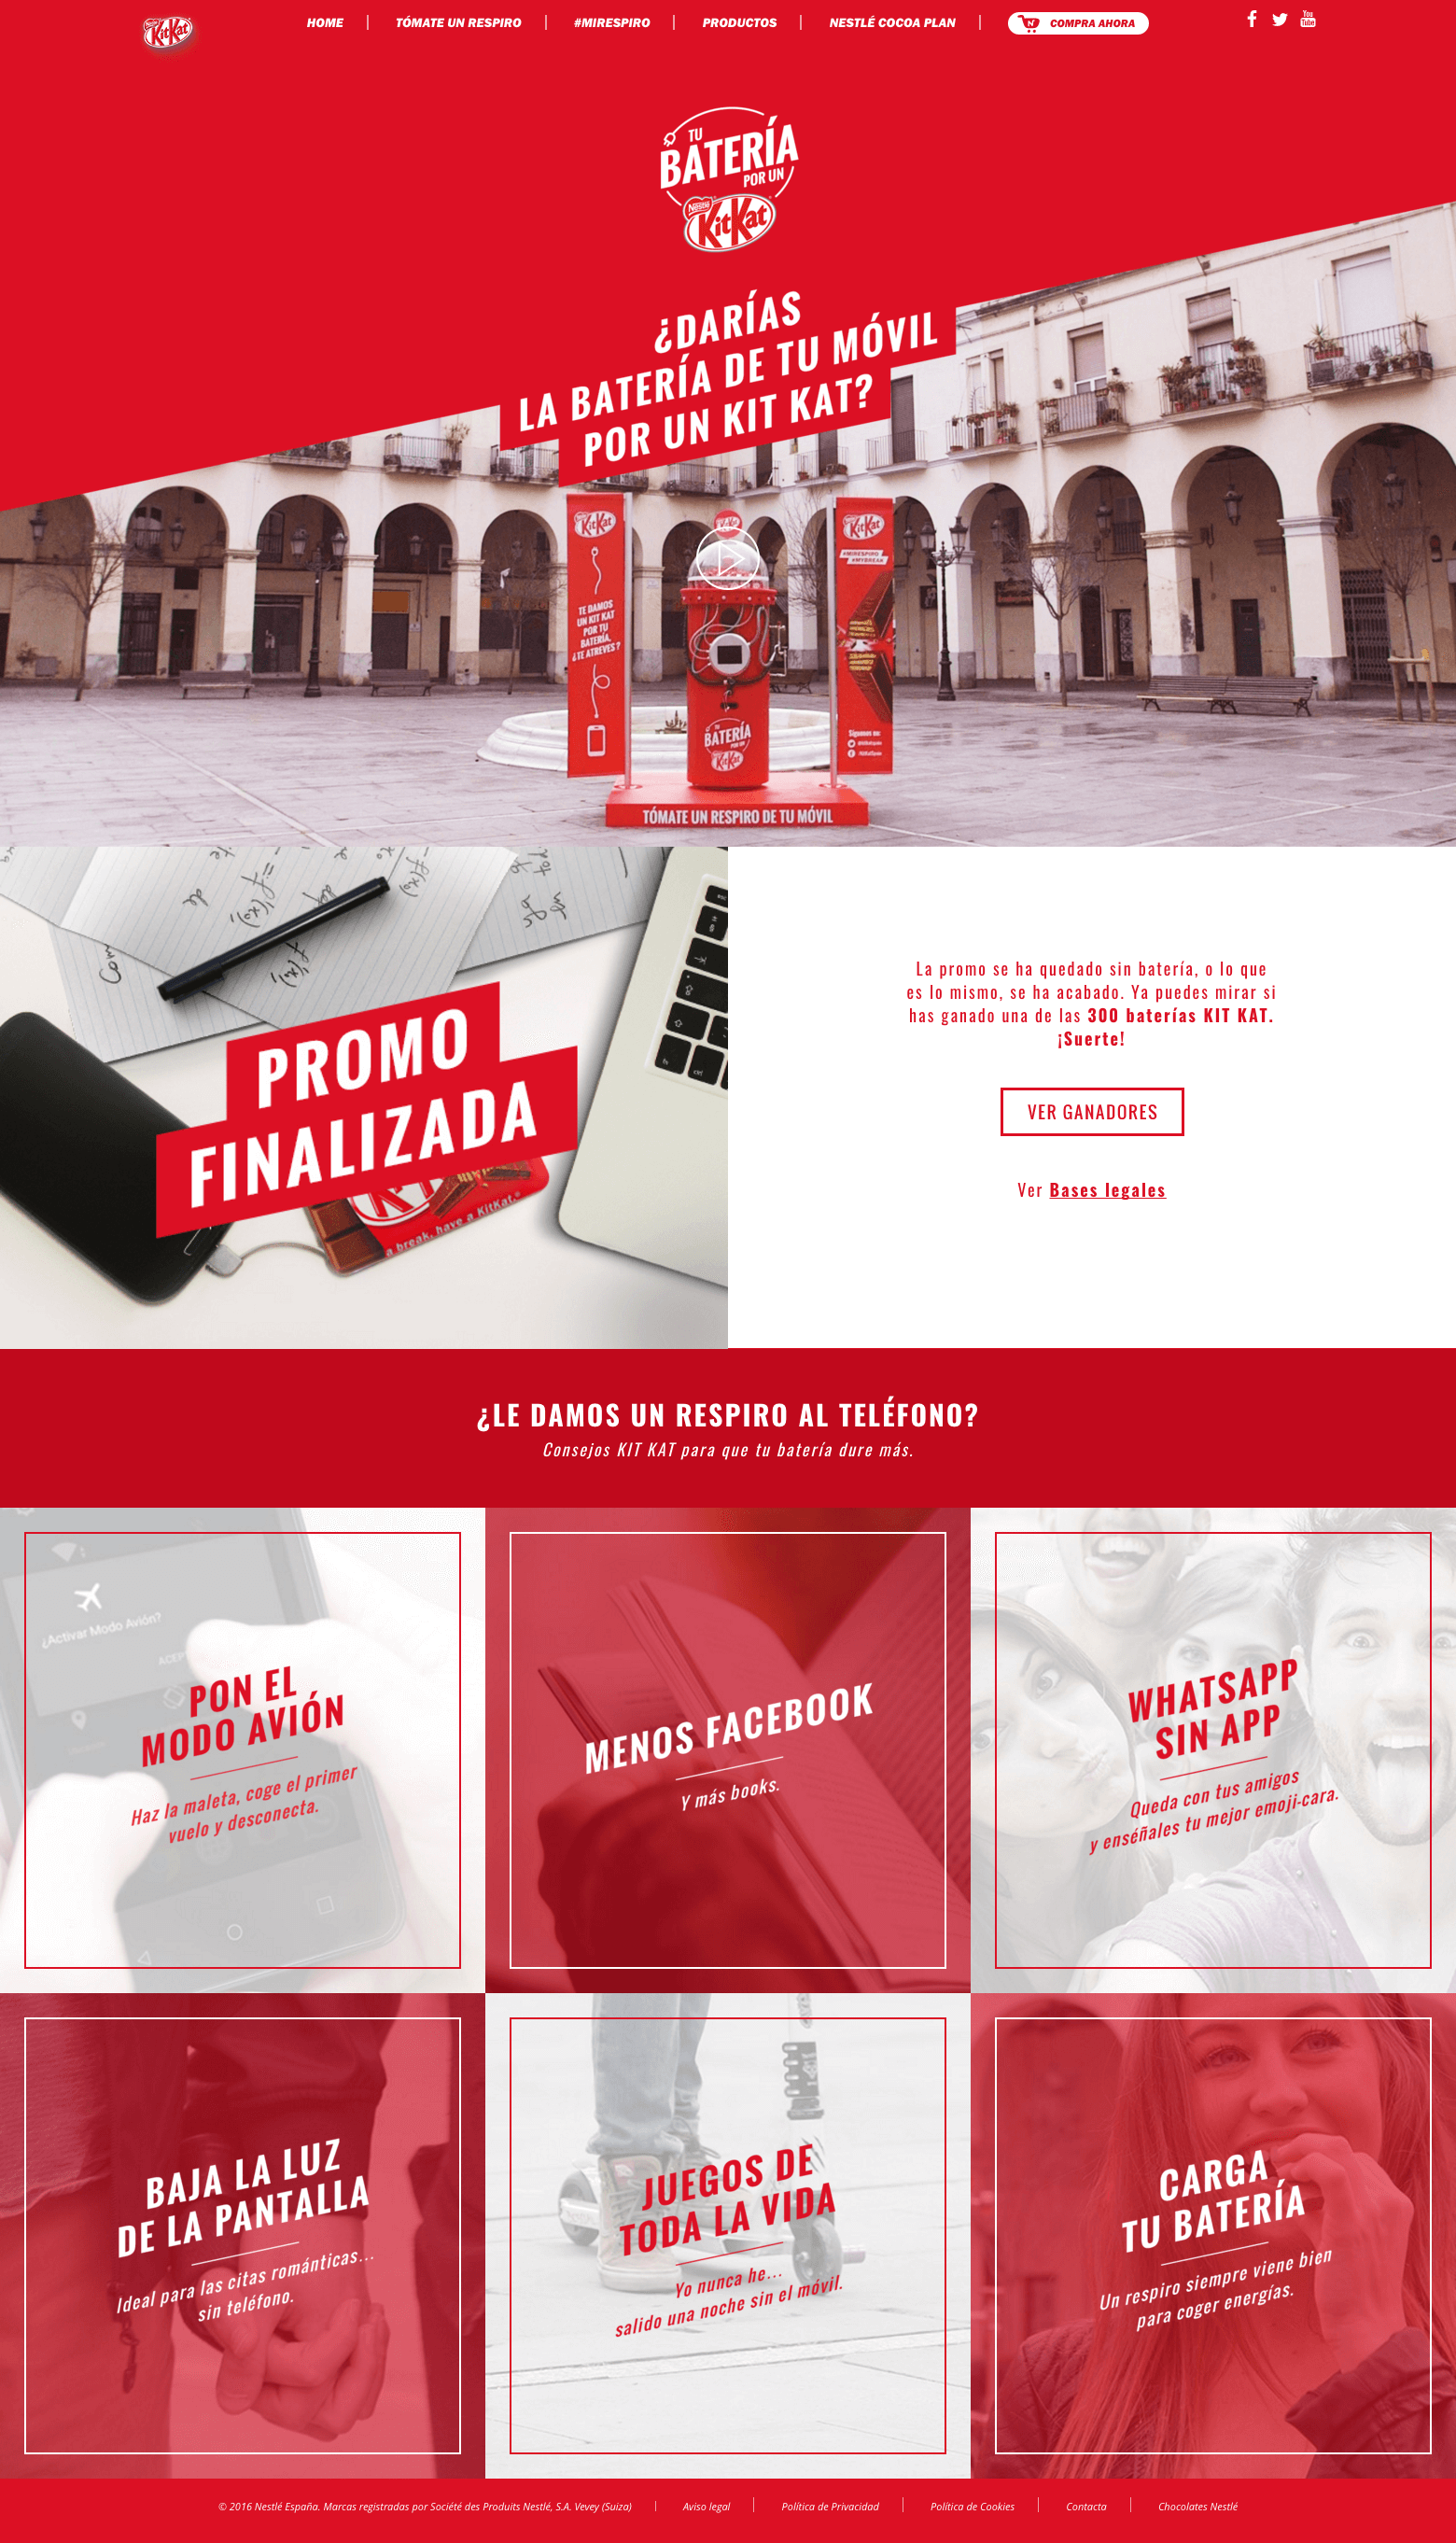 KitKat
HOME
TÓMATE UN RESPIRO
#MIRESPIRO
PRODUCTOS
NESTLÉ COCOA PLAN
COMPRA AHORA
You
Tube
TU
BATERÍA
POR UN
Nestlé
KitKat
¿DARÍAS
LA BATERÍA DE TU MÓVIL
POR UN KIT KAT?
KitKat
TE DAMOS
UN KIT KAT
POR TU
BATERÍA,
¿TE ATREVES?
KitKat
TU
BATERÍA
POR UN
KitKat
KitKat
#MIRESPIRO
#MYBREAK
Síguenos en:
TÓMATE UN RESPIRO DE TU MÓVIL
PROMO
FINALIZADA
a break, have a KitKat.
La promo se ha quedado sin batería, o lo que
es lo mismo, se ha acabado. Ya puedes mirar si
has ganado una de las 300 baterías KIT KAT.
¡Suerte!
VER GANADORES
Ver Bases legales
¿LE DAMOS UN RESPIRO AL TELÉFONO?
Consejos KIT KAT para que tu batería dure más.
¿Activar Modo Avión?
PON EL
MODO AVIÓN
Haz la maleta, coge el primer
vuelo y desconecta.
MENOS FACEBOOK
Y más books.
WHATSAPP
SIN APP
Queda con tus amigos
y enséñales tu mejor emoji-cara.
BAJA LA LUZ
DE LA PANTALLA
Ideal para las citas románticas...
sin teléfono.
JUEGOS DE
TODA LA VIDA
Yo nunca he...
salido una noche sin el móvil.
CARGA
TU BATERÍA
Un respiro siempre viene bien
para coger energías.
© 2016 Nestlé España. Marcas registradas por Société des Produits Nestlé, S.A. Vevey (Suiza)
Aviso legal
Política de Privacidad
Política de Cookies
Contacta
Chocolates Nestlé